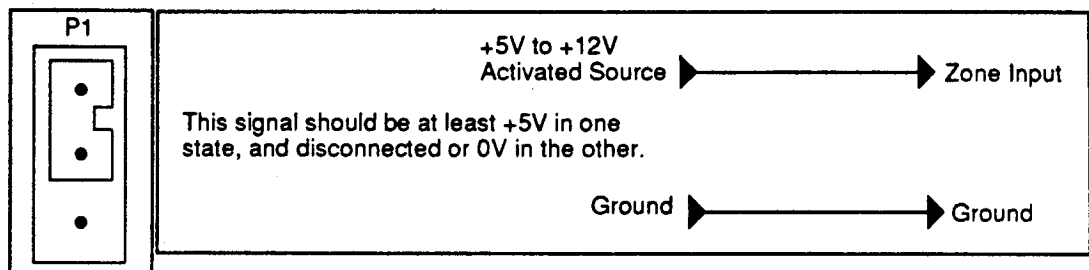 P1
+5V to +12V
Activated Source
Zone Input
This signal should be at least +5V in one
state, and disconnected or 0V in the other.
Ground
Ground